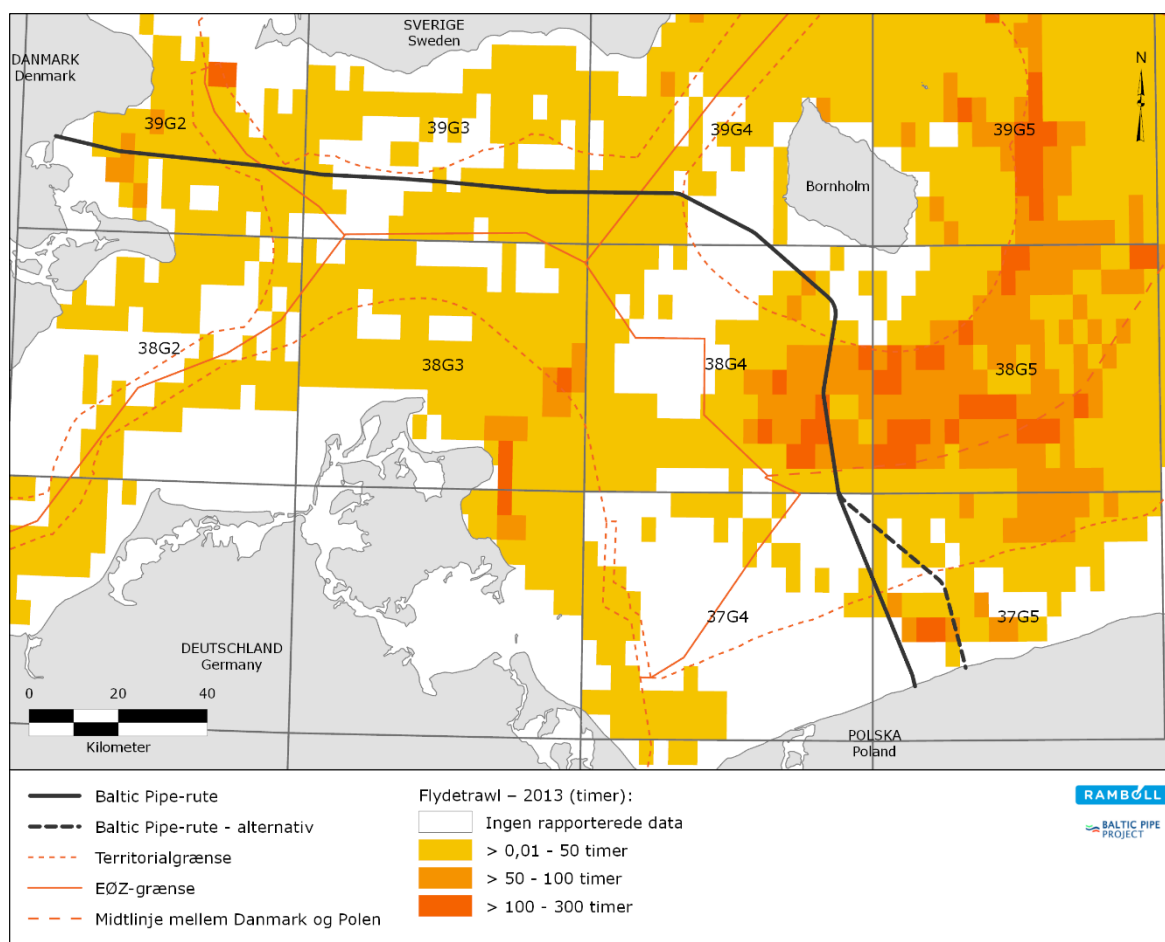 SVERIGE
Sweden
DANMARK
Denmark
N
39G2
39G3
39G4
39G5
Bornholm
38G2
38G3
38G4
38G5
37G4
37G5
DEUTSCHLAND
Germany
0 20 40
Kilometer
POLSKA
Poland
Baltic Pipe-rute
Baltic Pipe-rute - alternativ
Territorialgrænse
EØZ-grænse
Midtlinje mellem Danmark og Polen
Flydetrawl – 2013 (timer):
Ingen rapporterede data
> 0,01 - 50 timer
> 50 - 100 timer
> 100 - 300 timer
RAMBOLL
BALTIC PIPE
PROJECT